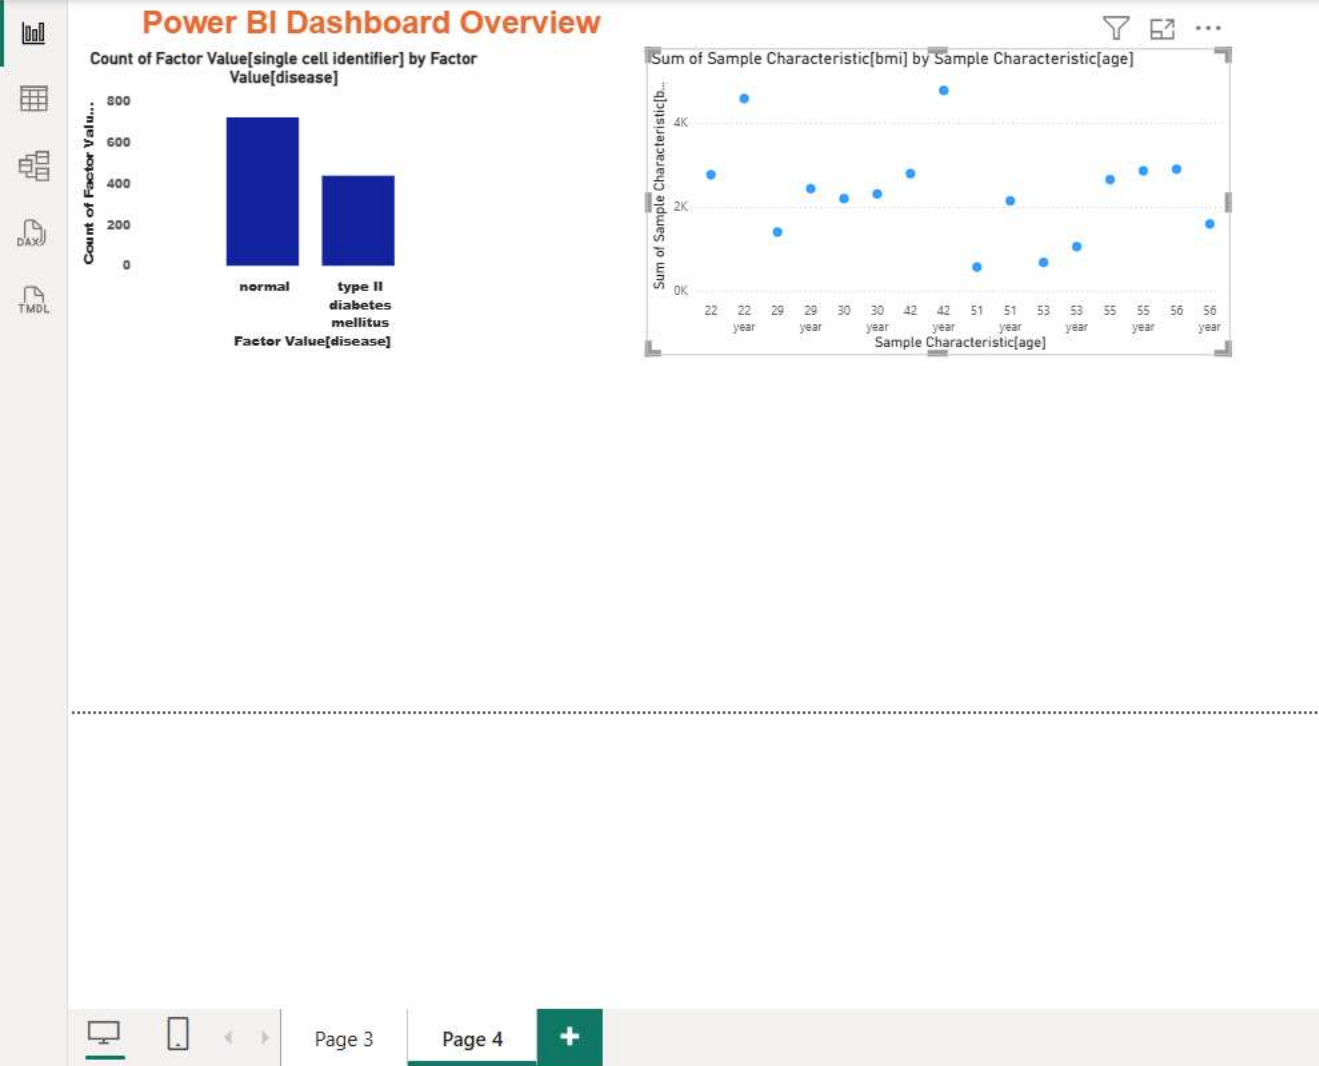 Power BI Dashboard Overview
Count of Factor Value[single cell identifier] by Factor
Value[disease]
Count of Factor Valu...
800
600
400
200
0
normal
type II
diabetes
mellitus
Factor Value[disease]
Sum of Sample Characteristic[bmi] by Sample Characteristic[age]
Sum of Sample Characteristic[b...
4K
2K
0K
22 22 29 29 30 30 42 42 51 51 53 53 55 55 56 56
year year year year year year year year
Sample Characteristic[age]
DAX
TMDL
Page 3
Page 4
+